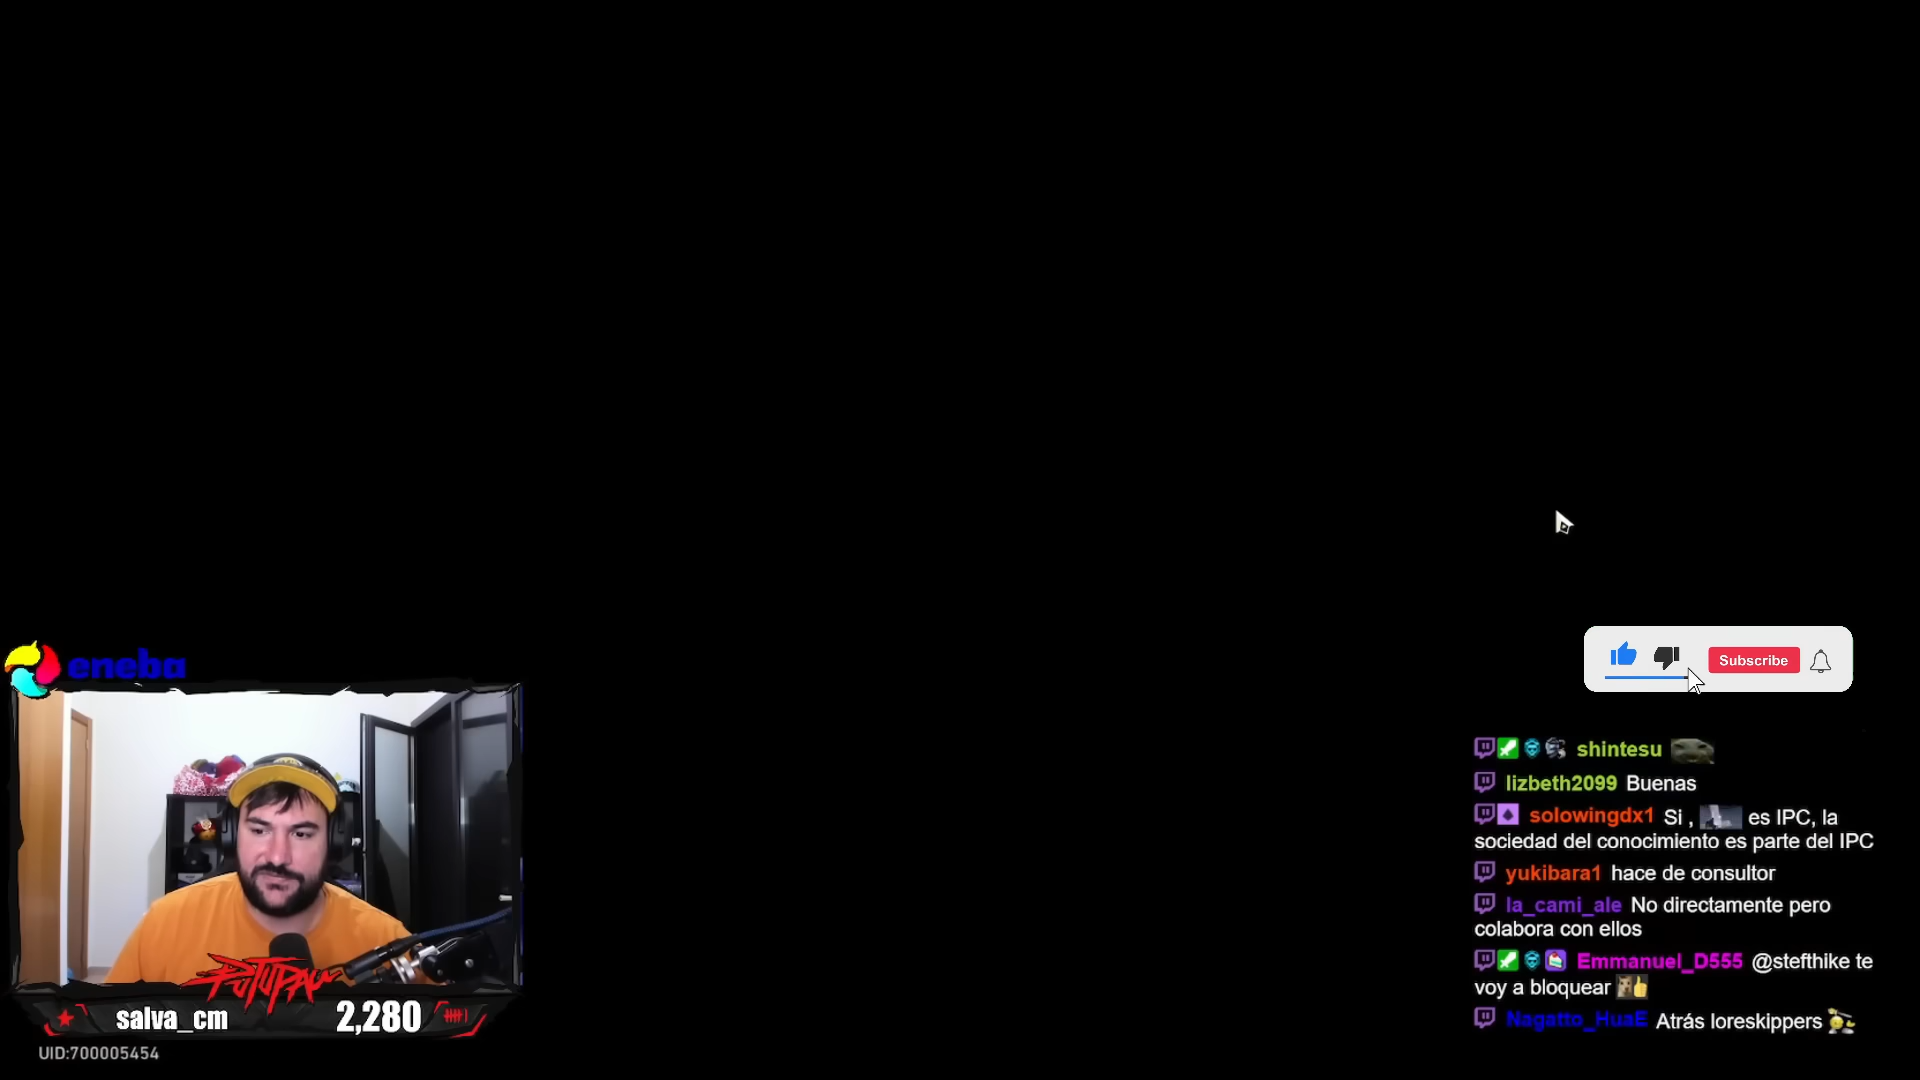 eneba
Subscribe
shintesu
lizbeth2099 Buenas
solowingdx1 Si , es IPC, la
sociedad del conocimiento es parte del IPC
yukibara1 hace de consultor
la_cami_ale No directamente pero
colabora con ellos
Emmanuel_D555 @stefthike te
voy a bloquear
Nagatto_HuaE Atrás loreskippers
PUTUPAU
salva_cm 2,280
UID:700005454